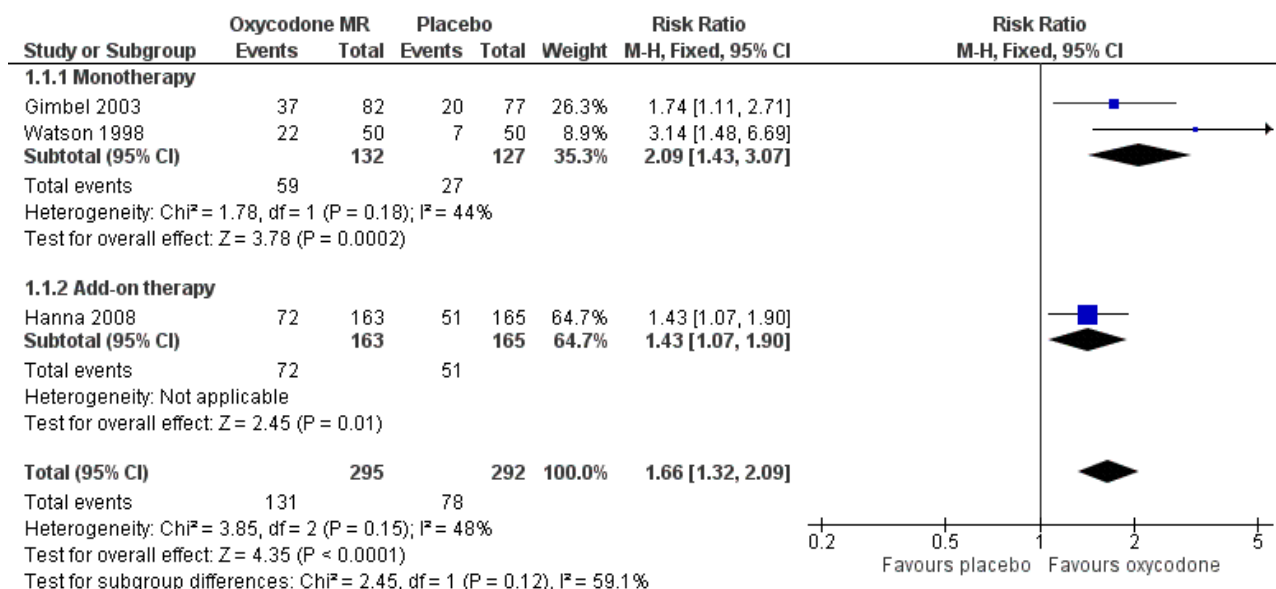 Oxycodone MR Placebo Risk Ratio Risk Ratio
Study or Subgroup Events Total Events Total Weight M-H, Fixed, 95% CI M-H, Fixed, 95% CI
1.1.1 Monotherapy
Gimbel 2003 37 82 20 77 26.3% 1.74 [1.11, 2.71]
Watson 1998 22 50 7 50 8.9% 3.14 [1.48, 6.69]
Subtotal (95% CI) 132 127 35.3% 2.09 [1.43, 3.07]
Total events 59 27
Heterogeneity: Chi² = 1.78, df = 1 (P = 0.18); I² = 44%
Test for overall effect: Z = 3.78 (P = 0.0002)
1.1.2 Add-on therapy
Hanna 2008 72 163 51 165 64.7% 1.43 [1.07, 1.90]
Subtotal (95% CI) 163 165 64.7% 1.43 [1.07, 1.90]
Total events 72 51
Heterogeneity: Not applicable
Test for overall effect: Z = 2.45 (P = 0.01)
Total (95% CI) 295 292 100.0% 1.66 [1.32, 2.09]
Total events 131 78
Heterogeneity: Chi² = 3.85, df = 2 (P = 0.15); I² = 48%
Test for overall effect: Z = 4.35 (P < 0.0001)
Test for subgroup differences: Chi² = 2.45, df = 1 (P = 0.12), I² = 59.1%
0.2 0.5 1 2 5
Favours placebo Favours oxycodone